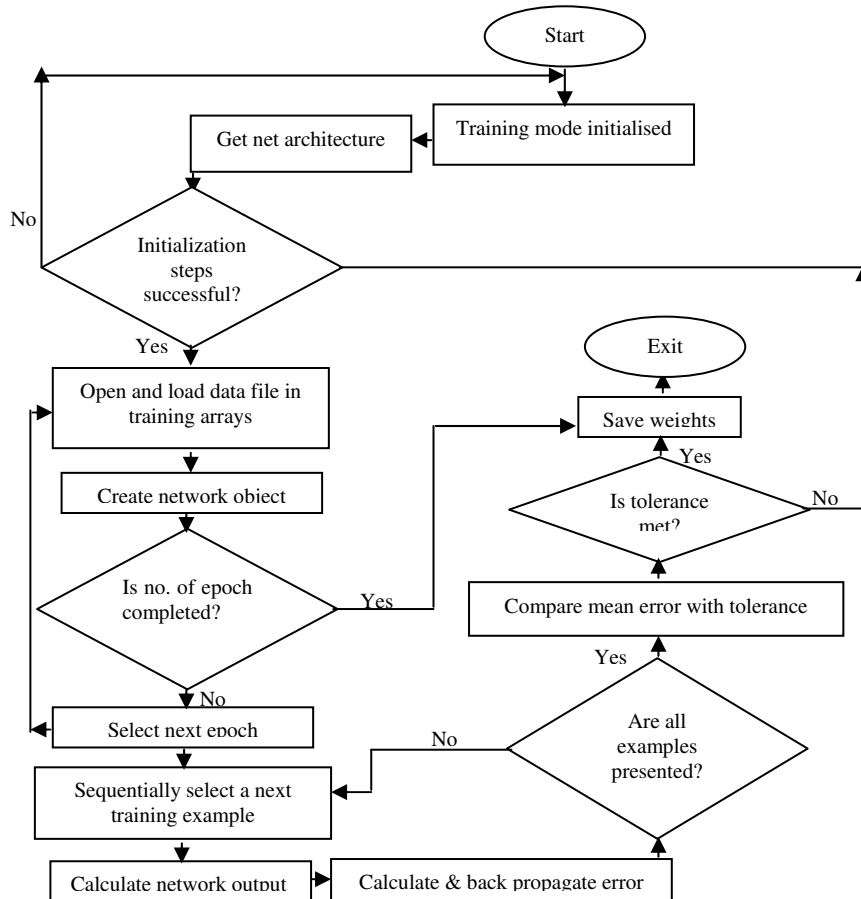 Start
Training mode initialised
Get net architecture
No
Initialization
steps
successful?
Yes
Exit
Open and load data file in
training arrays
Save weights
Yes
Create network object
Is tolerance
met?
No
Is no. of epoch
completed?
Yes
Compare mean error with tolerance
Yes
No
Select next epoch
Are all
examples
presented?
No
Sequentially select a next
training example
Calculate network output
Calculate & back propagate error